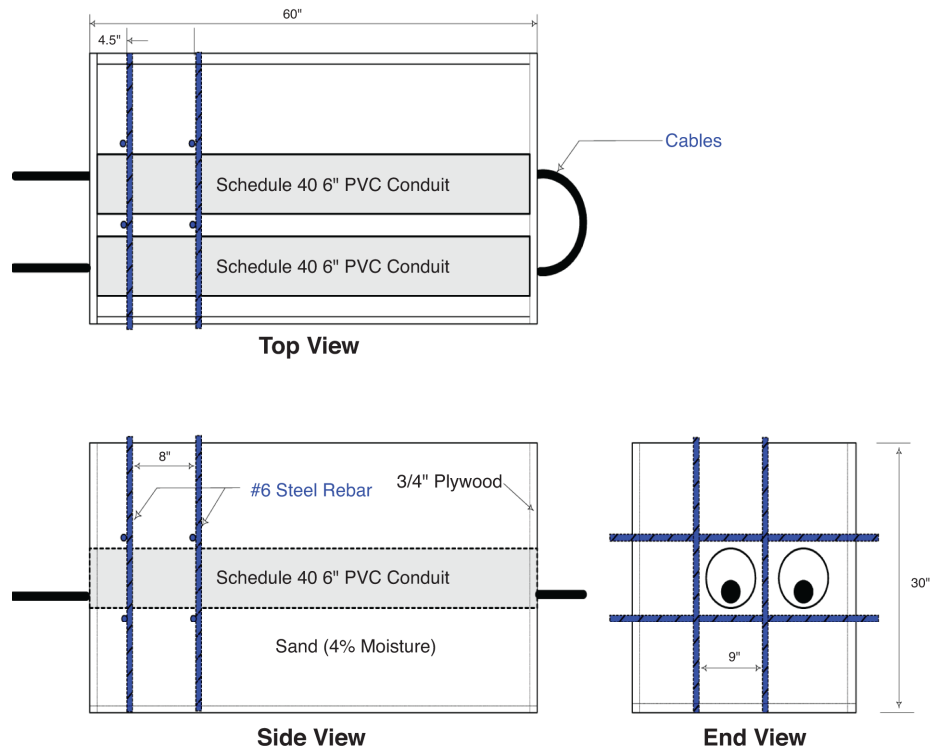 60"
4.5"
Cables
Schedule 40 6" PVC Conduit
Schedule 40 6" PVC Conduit
Top View
8"
#6 Steel Rebar
3/4" Plywood
Schedule 40 6" PVC Conduit
30"
Sand (4% Moisture)
9"
Side View
End View